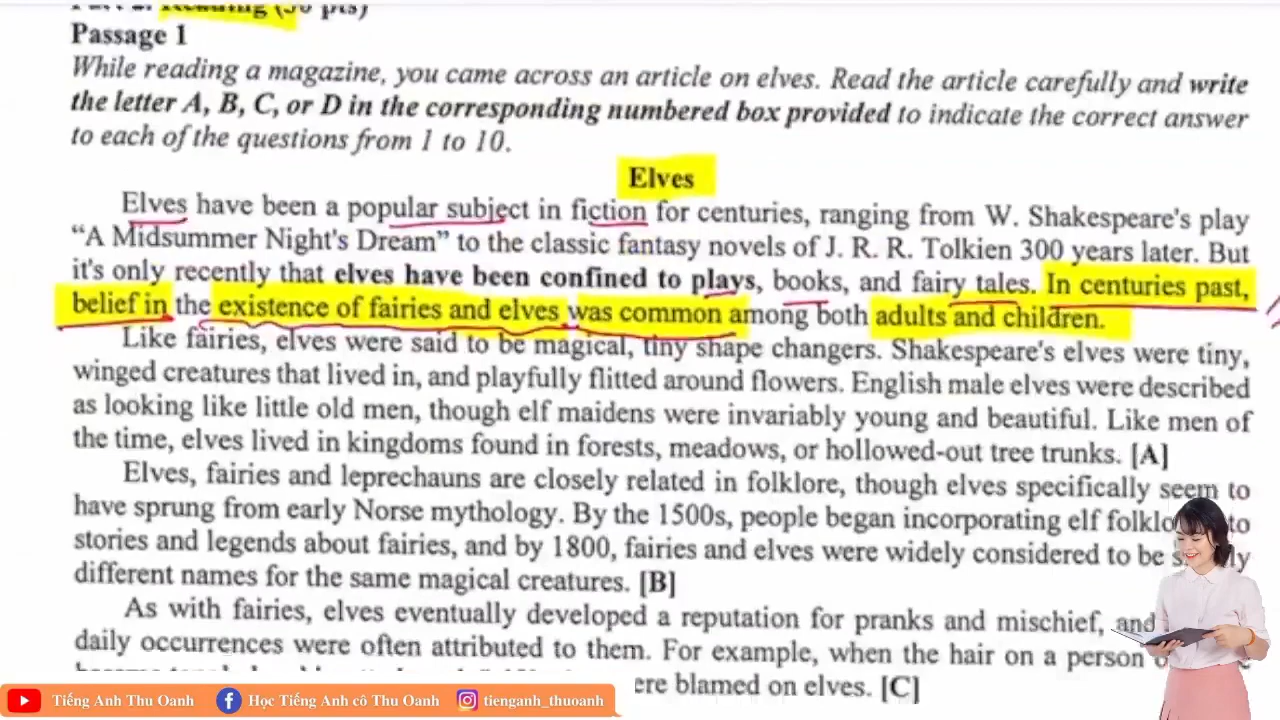 Passage 1
While reading a magazine, you came across an article on elves. Read the article carefully and write
the letter A, B, C, or D in the corresponding numbered box provided to indicate the correct answer
to each of the questions from 1 to 10.
Elves
Elves have been a popular subject in fiction for centuries, ranging from W. Shakespeare's play
“A Midsummer Night's Dream” to the classic fantasy novels of J. R. R. Tolkien 300 years later. But
it's only recently that elves have been confined to plays, books, and fairy tales. In centuries past,
belief in the existence of fairies and elves was common among both adults and children.
Like fairies, elves were said to be magical, tiny shape changers. Shakespeare's elves were tiny,
winged creatures that lived in, and playfully flitted around flowers. English male elves were described
as looking like little old men, though elf maidens were invariably young and beautiful. Like men of
the time, elves lived in kingdoms found in forests, meadows, or hollowed-out tree trunks. [A]
Elves, fairies and leprechauns are closely related in folklore, though elves specifically seem to
have sprung from early Norse mythology. By the 1500s, people began incorporating elf to
stories and legends about fairies, and by 1800, fairies and elves were widely considered to be
different names for the same magical creatures. [B]
As with fairies, elves eventually developed a reputation for pranks and mischief, and
daily occurrences were often attributed to them. For example, when the hair on a person
were blamed on elves. [C]
Tiếng Anh Thu Oanh
Học Tiếng Anh cô Thu Oanh
tienganh_thuoanh